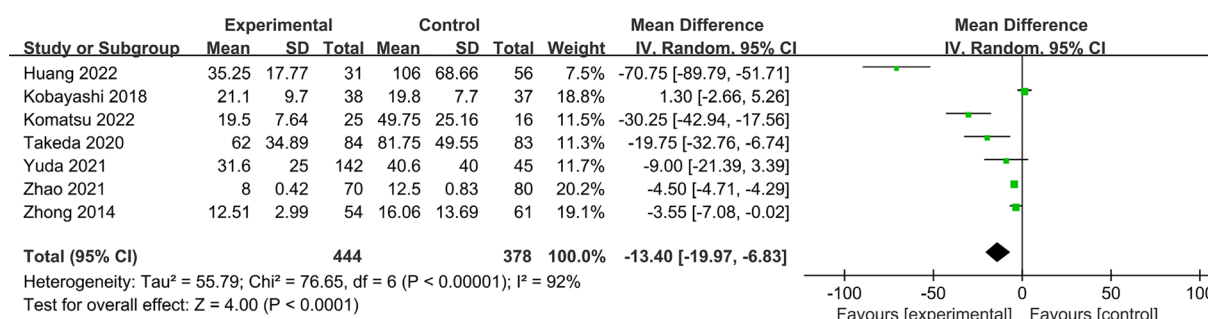 Experimental Control Mean Difference Mean Difference
Study or Subgroup Mean SD Total Mean SD Total Weight IV, Random, 95% CI IV, Random, 95% CI
Huang 2022 35.25 17.77 31 106 68.66 56 7.5% -70.75 [-89.79, -51.71]
Kobayashi 2018 21.1 9.7 38 19.8 7.7 37 18.8% 1.30 [-2.66, 5.26]
Komatsu 2022 19.5 7.64 25 49.75 25.16 16 11.5% -30.25 [-42.94, -17.56]
Takeda 2020 62 34.89 84 81.75 49.55 83 11.3% -19.75 [-32.76, -6.74]
Yuda 2021 31.6 25 142 40.6 40 45 11.7% -9.00 [-21.39, 3.39]
Zhao 2021 8 0.42 70 12.5 0.83 80 20.2% -4.50 [-4.71, -4.29]
Zhong 2014 12.51 2.99 54 16.06 13.69 61 19.1% -3.55 [-7.08, -0.02]
Total (95% CI) 444 378 100.0% -13.40 [-19.97, -6.83]
Heterogeneity: Tau² = 55.79; Chi² = 76.65, df = 6 (P < 0.00001); I² = 92%
Test for overall effect: Z = 4.00 (P < 0.0001)
-100 -50 0 50 100
Favours [experimental] Favours [control]